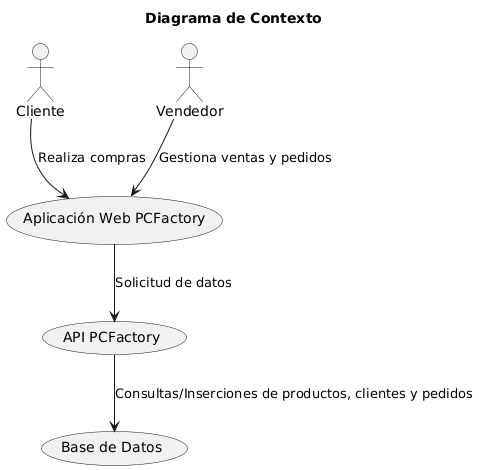 Diagrama de Contexto
Cliente
Vendedor
Realiza compras
Gestiona ventas y pedidos
Aplicación Web PCFactory
Solicitud de datos
API PCFactory
Consultas/Inserciones de productos, clientes y pedidos
Base de Datos